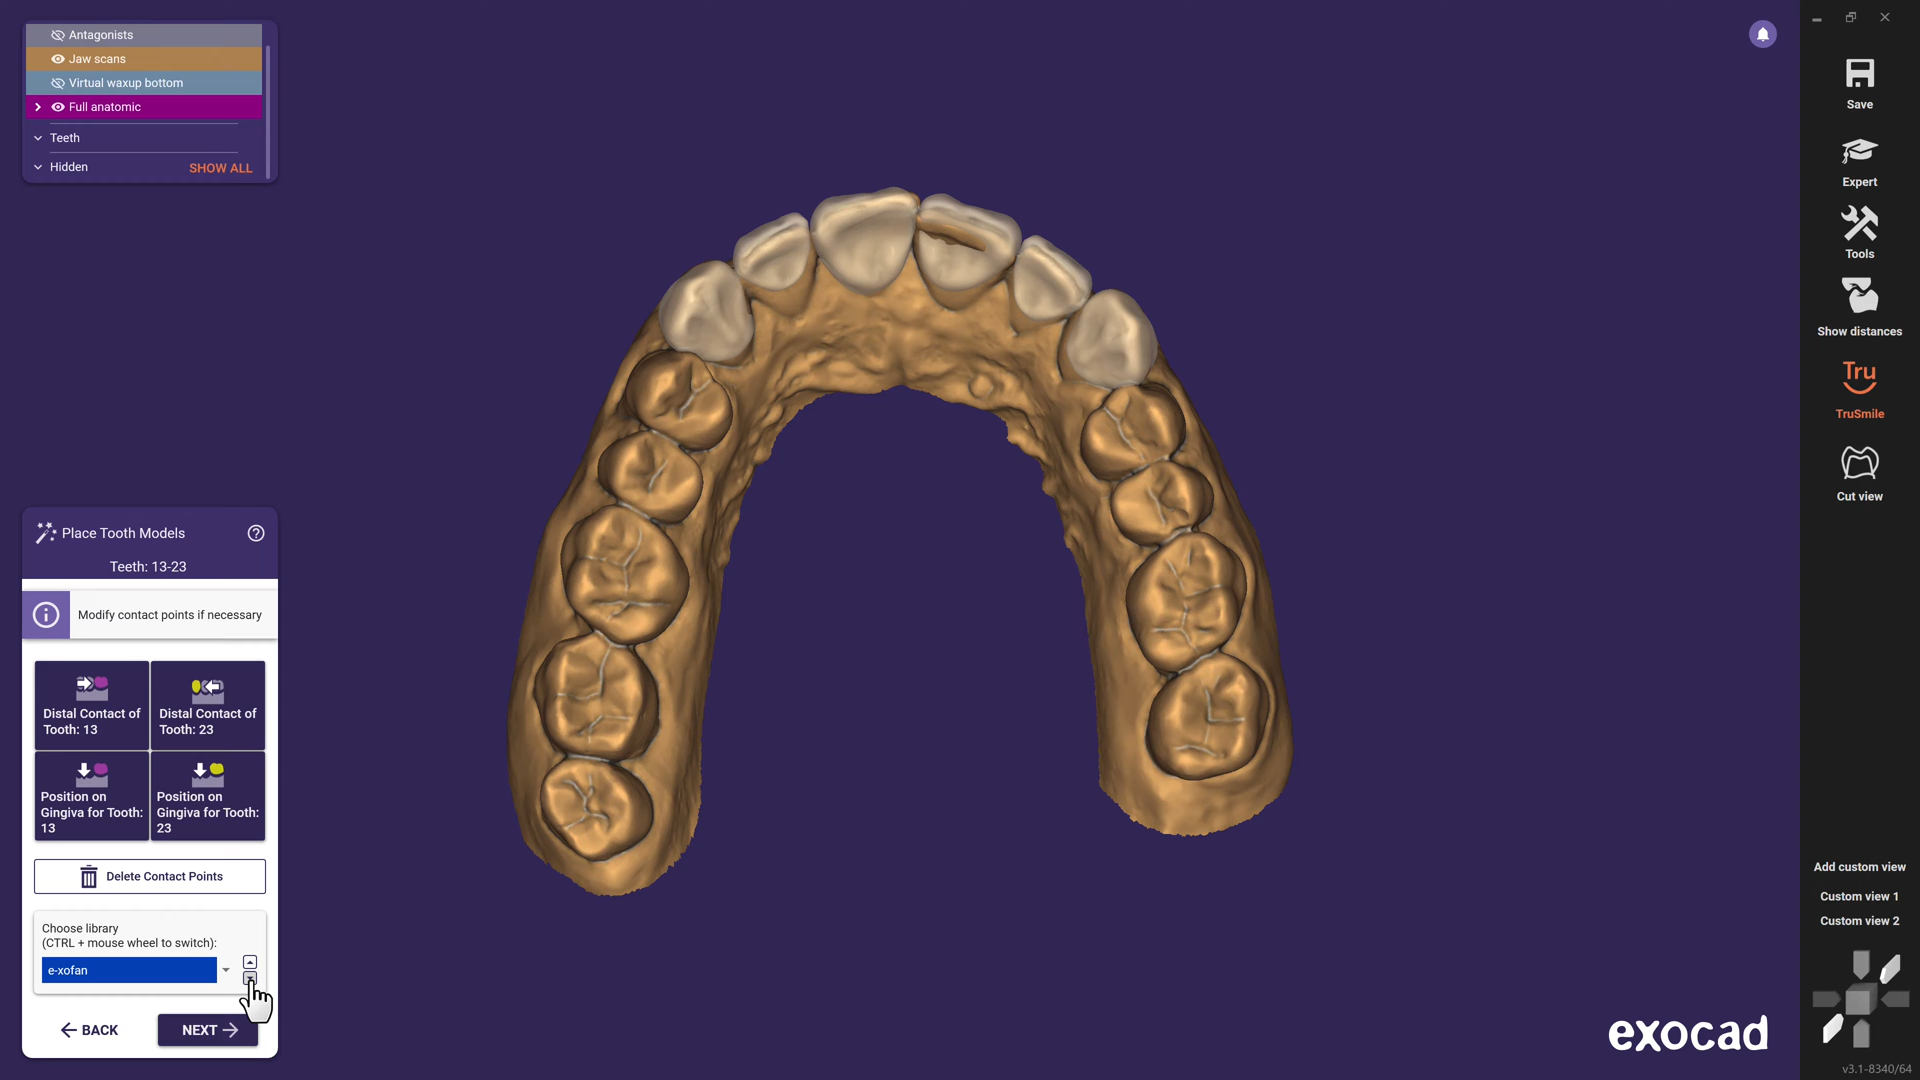 Antagonists
Jaw scans
Virtual waxup bottom
Full anatomic
Teeth
Hidden
SHOW ALL
Place Tooth Models
Teeth: 13-23
Modify contact points if necessary
Distal Contact of
Tooth: 13
Distal Contact of
Tooth: 23
Position on
Gingiva for Tooth:
13
Position on
Gingiva for Tooth:
23
Delete Contact Points
Choose library
(CTRL + mouse wheel to switch):
e-xofan
BACK
NEXT
Save
Expert
Tools
Show distances
Tru
TruSmile
Cut view
Add custom view
Custom view 1
Custom view 2
exocad
v3.1-8340/64